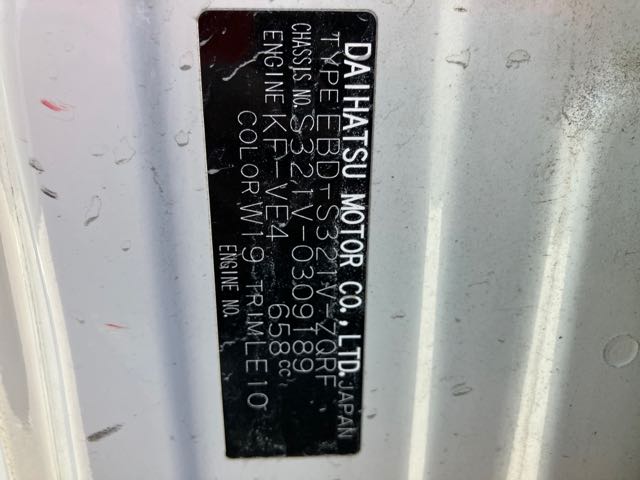 DAIHATSU MOTOR CO.,LTD. JAPAN
TYPE EBD-S321V-ZQRF
CHASSIS NO. S321V-0309189
ENGINE KF-VE4 658cc
COLOR W19 TRIM LE10
ENGINE NO.